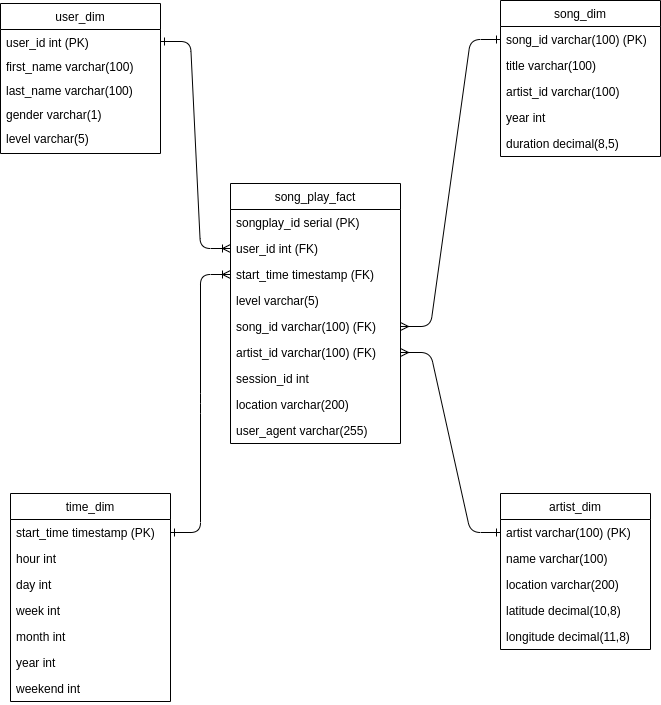 user_dim
user_id int (PK)
first_name varchar(100)
last_name varchar(100)
gender varchar(1)
level varchar(5)
song_dim
song_id varchar(100) (PK)
title varchar(100)
artist_id varchar(100)
year int
duration decimal(8,5)
song_play_fact
songplay_id serial (PK)
user_id int (FK)
start_time timestamp (FK)
level varchar(5)
song_id varchar(100) (FK)
artist_id varchar(100) (FK)
session_id int
location varchar(200)
user_agent varchar(255)
time_dim
start_time timestamp (PK)
hour int
day int
week int
month int
year int
weekend int
artist_dim
artist varchar(100) (PK)
name varchar(100)
location varchar(200)
latitude decimal(10,8)
longitude decimal(11,8)